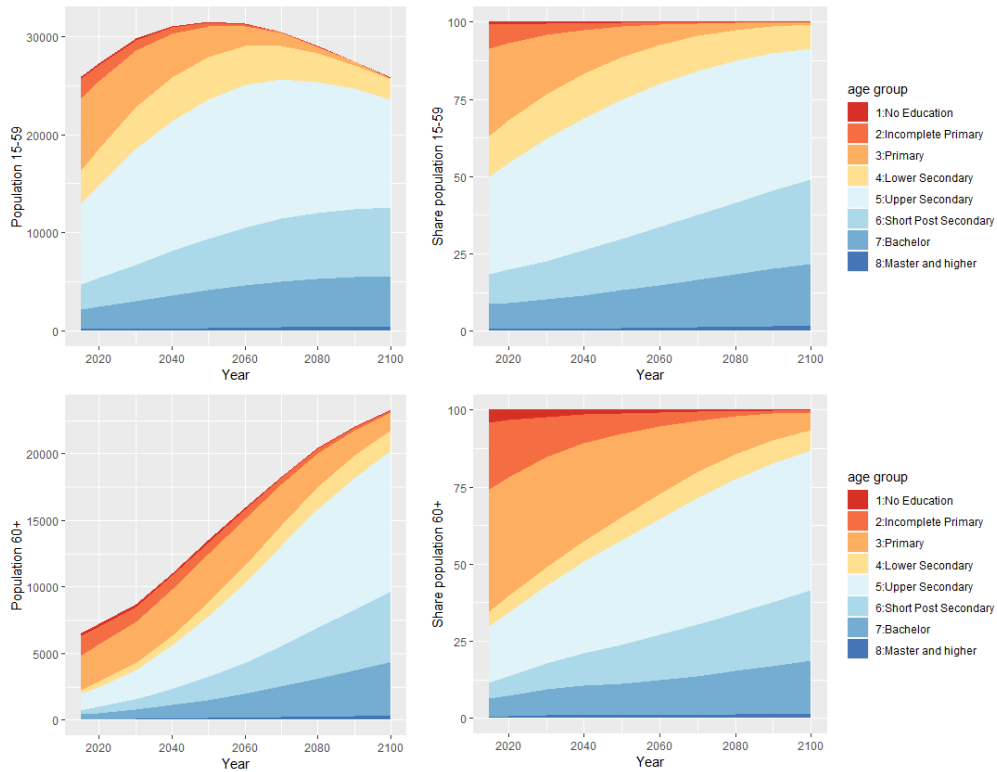 Population 15-59
30000
20000
10000
0
2020 2040 2060 2080 2100
Year
Share population 15-59
100
75
50
25
0
2020 2040 2060 2080 2100
Year
age group
1:No Education
2:Incomplete Primary
3:Primary
4:Lower Secondary
5:Upper Secondary
6:Short Post Secondary
7:Bachelor
8:Master and higher
Population 60+
20000
15000
10000
5000
0
2020 2040 2060 2080 2100
Year
Share population 60+
100
75
50
25
0
2020 2040 2060 2080 2100
Year
age group
1:No Education
2:Incomplete Primary
3:Primary
4:Lower Secondary
5:Upper Secondary
6:Short Post Secondary
7:Bachelor
8:Master and higher